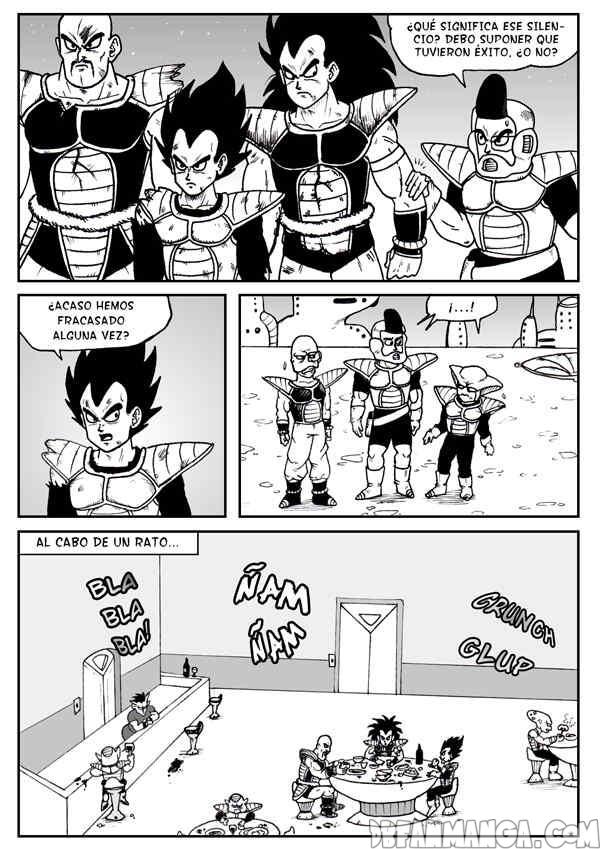 ¿QUÉ SIGNIFICA ESE SILEN-
CIO? DEBO SUPONER QUE
TUVIERON ÉXITO, ¿O NO?
¿ACASO HEMOS
FRACASADO
ALGUNA VEZ?
¡...!
AL CABO DE UN RATO...
BLA
BLA
BLA!
ÑAM
ÑAM
CRUNCH
GLUP
DBFANMANGA.COM